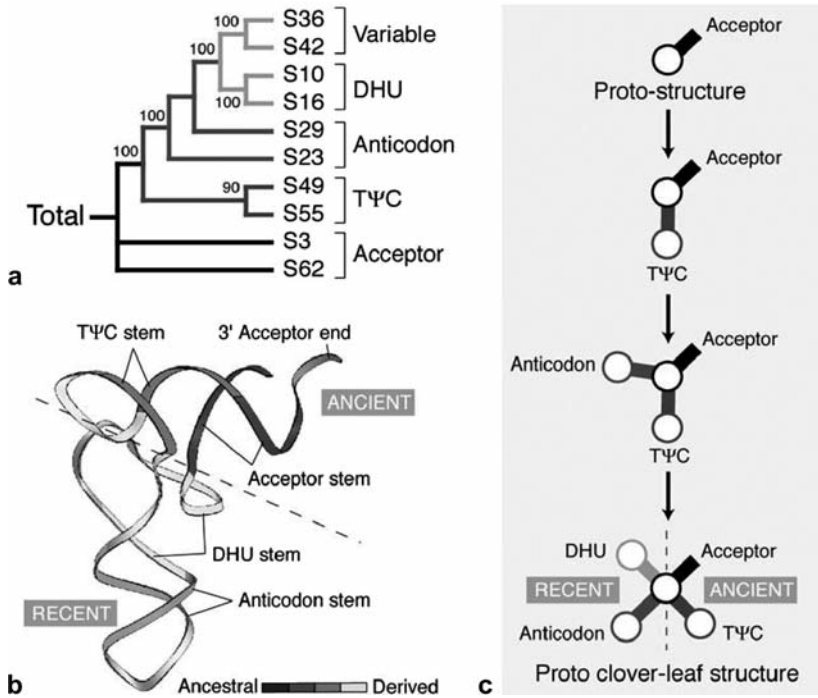 100
S36
S42
Variable
100
S10
S16
DHU
100
100
S29
S23
Anticodon
100
90
S49
S55
TΨC
100
Total
S3
S62
Acceptor
a
TΨC stem
3' Acceptor end
ANCIENT
Acceptor stem
DHU stem
RECENT
Anticodon stem
b
Ancestral
Derived
Acceptor
Proto-structure
Acceptor
TΨC
Acceptor
Anticodon
TΨC
DHU
Acceptor
RECENT
ANCIENT
Anticodon
TΨC
Proto clover-leaf structure
c